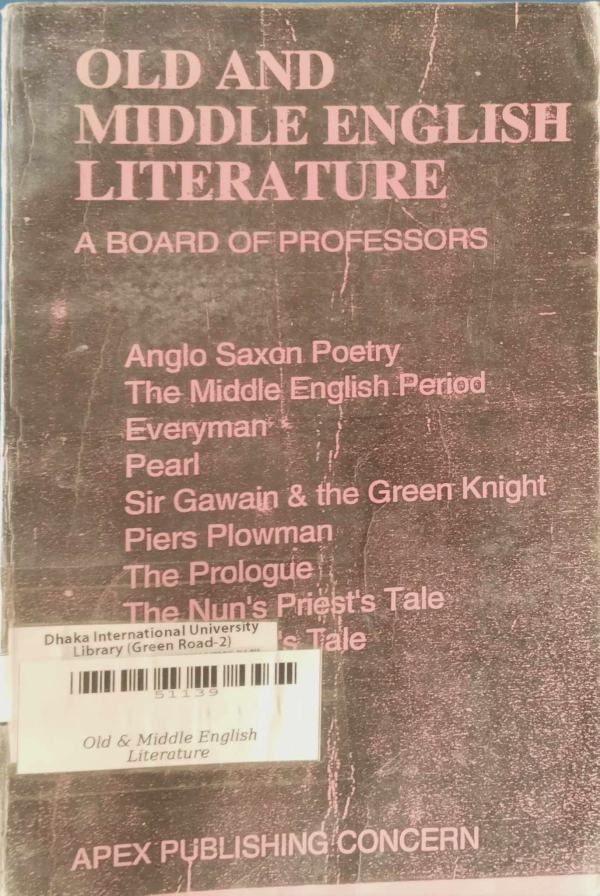 OLD AND
MIDDLE ENGLISH
LITERATURE
A BOARD OF PROFESSORS
Anglo Saxon Poetry
The Middle English Period
Everyman
Pearl
Sir Gawain & the Green Knight
Piers Plowman
The Prologue
The Nun's Priest's Tale
's Tale
Dhaka International University
Library (Green Road-2)
51139
Old & Middle English
Literature
APEX PUBLISHING CONCERN